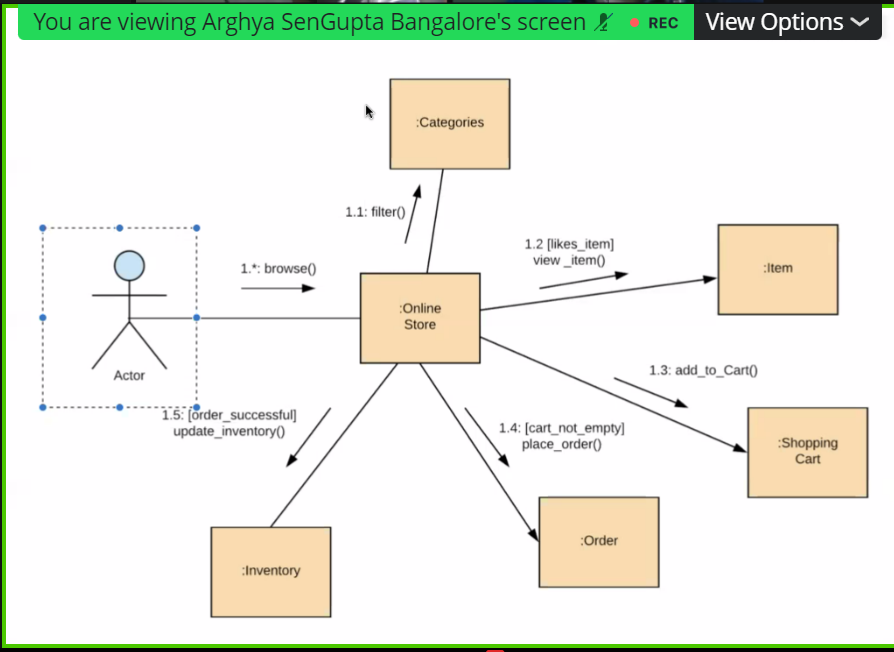 You are viewing Arghya SenGupta Bangalore's screen
REC
View Options
:Categories
1.1: filter()
1.2 [likes_item]
view _item()
:Item
1.*: browse()
:Online
Store
Actor
1.3: add_to_Cart()
1.5: [order_successful]
update_inventory()
1.4: [cart_not_empty]
place_order()
:Shopping
Cart
:Order
:Inventory